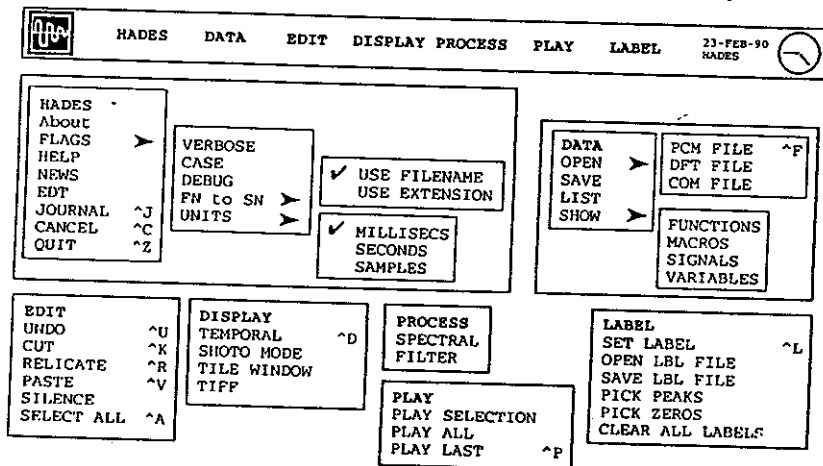 HADES DATA EDIT DISPLAY PROCESS PLAY LABEL 23-FEB-90
HADES
HADES
About
FLAGS
HELP
NEWS
EDT
JOURNAL ^J
CANCEL ^C
QUIT ^Z
VERBOSE
CASE
DEBUG
FN to SN
UNITS
✓ USE FILENAME
USE EXTENSION
✓ MILLISECS
SECONDS
SAMPLES
DATA
OPEN
SAVE
LIST
SHOW
PCM FILE ^F
DFT FILE
COM FILE
FUNCTIONS
MACROS
SIGNALS
VARIABLES
EDIT
UNDO ^U
CUT ^K
RELICATE ^R
PASTE ^V
SILENCE
SELECT ALL ^A
DISPLAY
TEMPORAL ^D
SHOTO MODE
TILE WINDOW
TIFF
PROCESS
SPECTRAL
FILTER
PLAY
PLAY SELECTION
PLAY ALL
PLAY LAST ^P
LABEL
SET LABEL ^L
OPEN LBL FILE
SAVE LBL FILE
PICK PEAKS
PICK ZEROS
CLEAR ALL LABELS